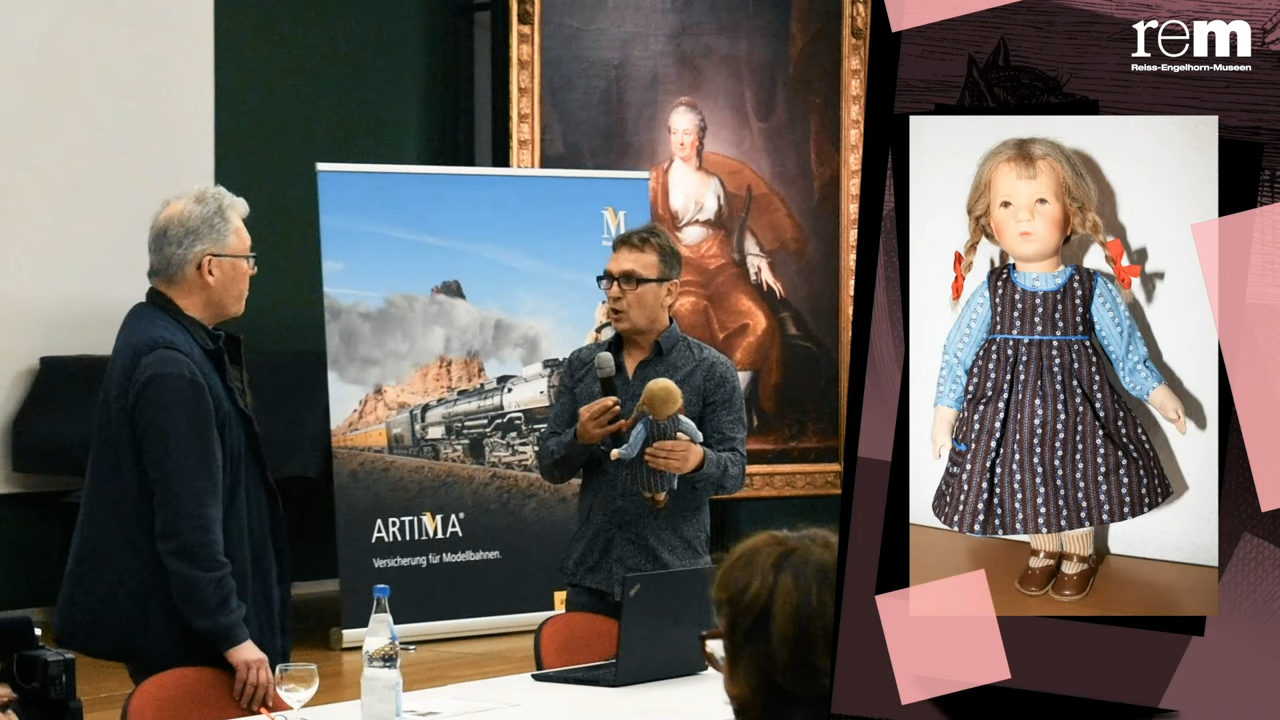 rem
Reiss-Engelhorn-Museen
M
ARTIMA®
Versicherung für Modellbahnen.